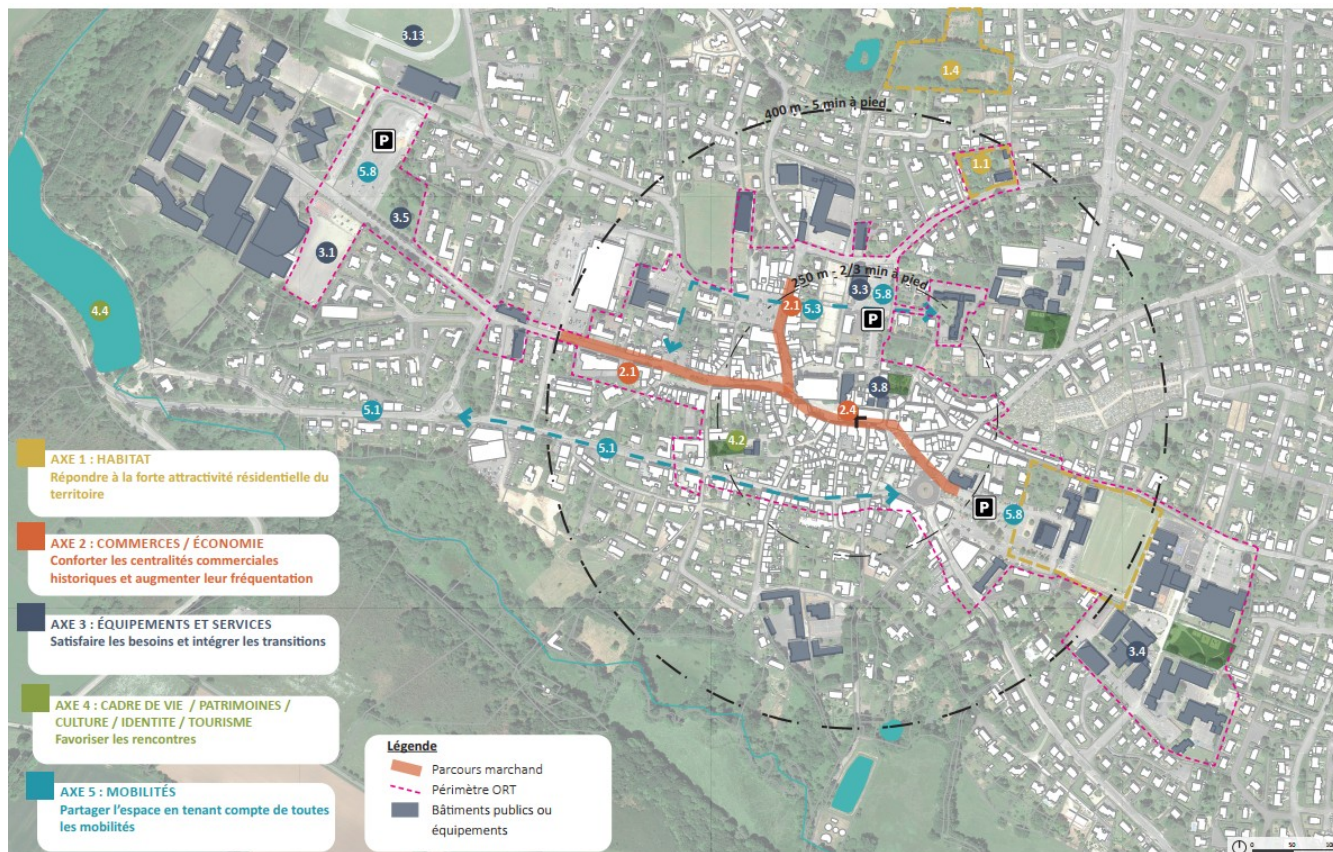 3.13
1.4
400 m - 5 min à pied
P
1.1
5.8
3.5
3.1
250 m - 2/3 min à pied
3.3
5.8
2.1
5.3
P
4.4
2.1
3.8
2.4
5.1
4.2
5.1
P
5.8
3.4
AXE 1 : HABITAT
Répondre à la forte attractivité résidentielle du
territoire
AXE 2 : COMMERCES / ÉCONOMIE
Conforter les centralités commerciales
historiques et augmenter leur fréquentation
AXE 3 : ÉQUIPEMENTS ET SERVICES
Satisfaire les besoins et intégrer les transitions
AXE 4 : CADRE DE VIE / PATRIMOINES /
CULTURE / IDENTITE / TOURISME
Favoriser les rencontres
AXE 5 : MOBILITÉS
Partager l'espace en tenant compte de toutes
les mobilités
Légende
Parcours marchand
Périmètre ORT
Bâtiments publics ou
équipements
0 50